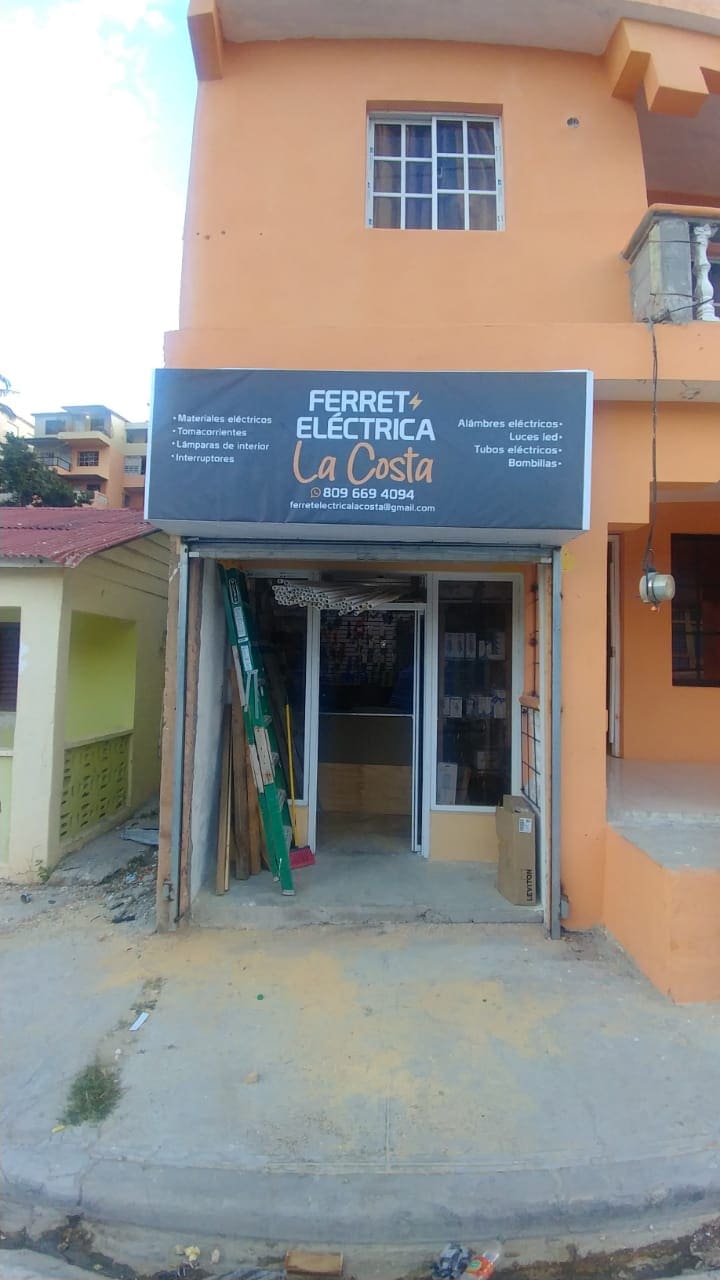 • Materiales eléctricos
• Tomacorrientes
• Lámparas de interior
• Interruptores
FERRET
ELÉCTRICA
La Costa
809 669 4094
ferretelectricalacosta@gmail.com
Alámbres eléctricos •
Luces led •
Tubos eléctricos •
Bombillas •
LEVITON